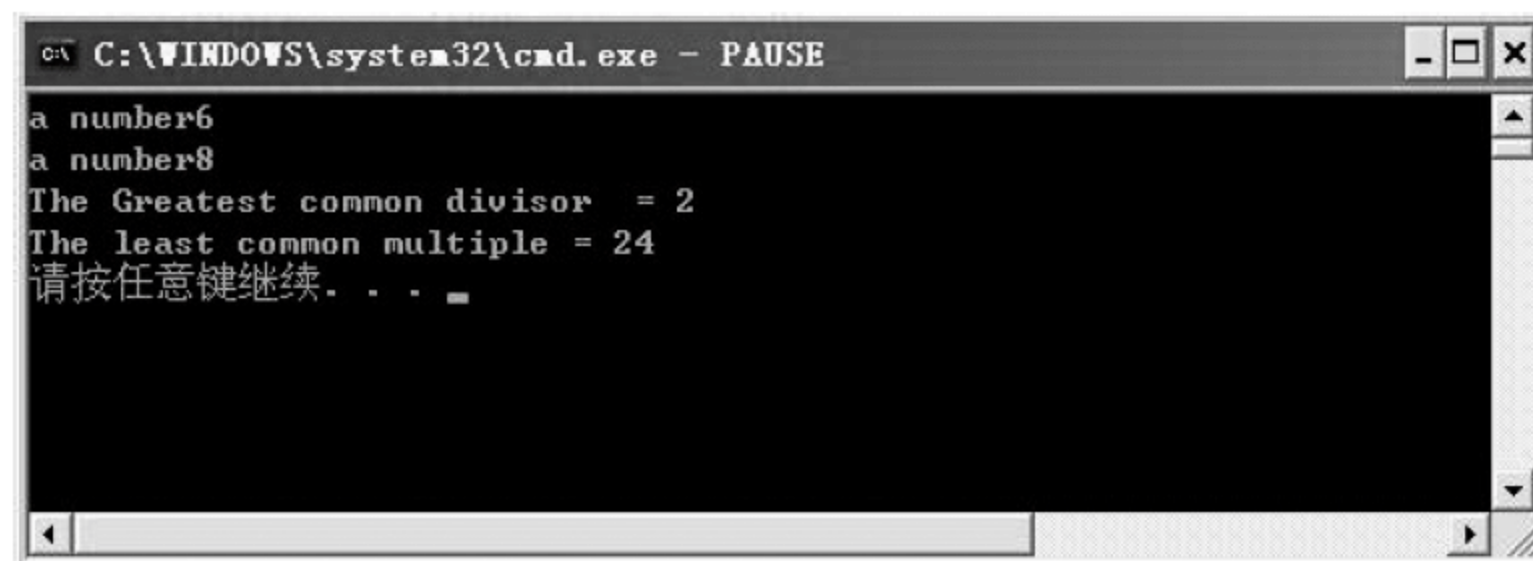 C:\WINDOWS\system32\cmd.exe - PAUSE
a number6
a number8
The Greatest common divisor  = 2
The least common multiple = 24
请按任意键继续. . .